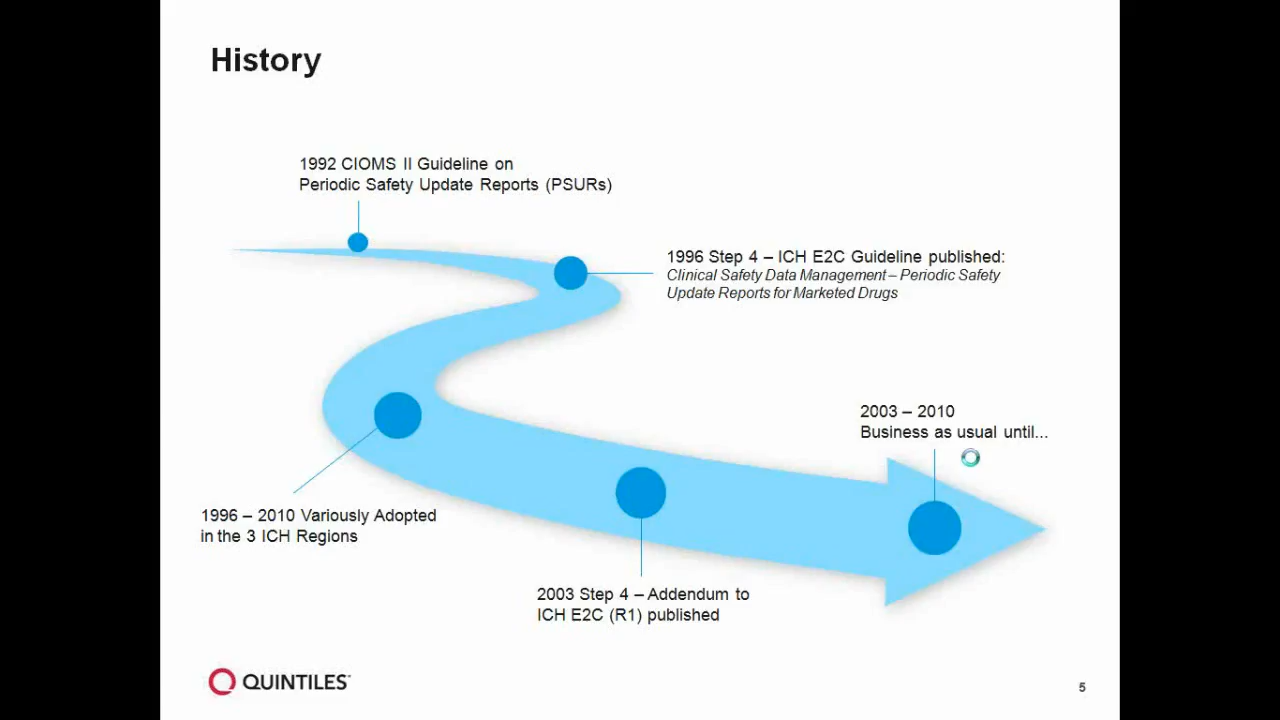 History
1992 CIOMS II Guideline on
Periodic Safety Update Reports (PSURs)
1996 Step 4 – ICH E2C Guideline published:
Clinical Safety Data Management – Periodic Safety
Update Reports for Marketed Drugs
2003 – 2010
Business as usual until...
1996 – 2010 Variously Adopted
in the 3 ICH Regions
2003 Step 4 – Addendum to
ICH E2C (R1) published
QUINTILES
5